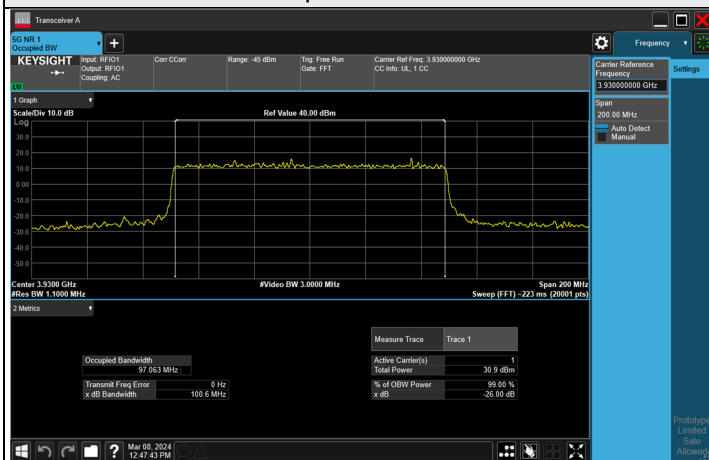 Transceiver A
5G NR 1
Occupied BW
Frequency
KEYSIGHT
Input: RFIO1
Output: RFIO1
Coupling: AC
Corr CCorr
Range: -45 dBm
Trig: Free Run
Gate: FFT
Carrier Ref Freq: 3.930000000 GHz
CC Info: UL, 1 CC
LVI
Carrier Reference
Frequency
3.930000000 GHz
Settings
Span
200.00 MHz
Auto Detect
Manual
1 Graph
Scale/Div 10.0 dB
Ref Value 40.00 dBm
Log
30.0
20.0
10.0
0.00
-10.0
-20.0
-30.0
-40.0
-50.0
Center 3.9300 GHz
#Video BW 3.0000 MHz
Span 200 MHz
#Res BW 1.1000 MHz
Sweep (FFT) ~223 ms (20001 pts)
2 Metrics
Measure Trace
Trace 1
Occupied Bandwidth
97.063 MHz
Active Carrier(s)
1
Total Power
30.9 dBm
Transmit Freq Error
0 Hz
% of OBW Power
99.00 %
x dB Bandwidth
100.6 MHz
x dB
-26.00 dB
Prototype
Limited
Sale
Allowed
?
Mar 08, 2024
12:47:43 PM